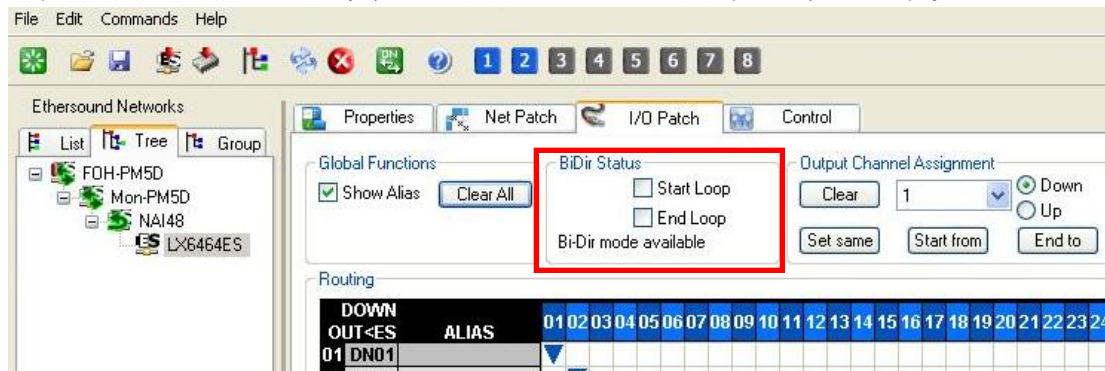 File Edit Commands Help
1 2 3 4 5 6 7 8
Ethersound Networks
List Tree Group
FOH-PM5D
Mon-PM5D
NAI48
LX6464ES
Properties Net Patch I/O Patch Control
Global Functions
Show Alias Clear All
BiDir Status
Start Loop
End Loop
Bi-Dir mode available
Output Channel Assignment
Clear 1 Down
Up
Set same Start from End to
Routing
DOWN
OUT<ES ALIAS 01 02 03 04 05 06 07 08 09 10 11 12 13 14 15 16 17 18 19 20 21 22 23
01 DN01